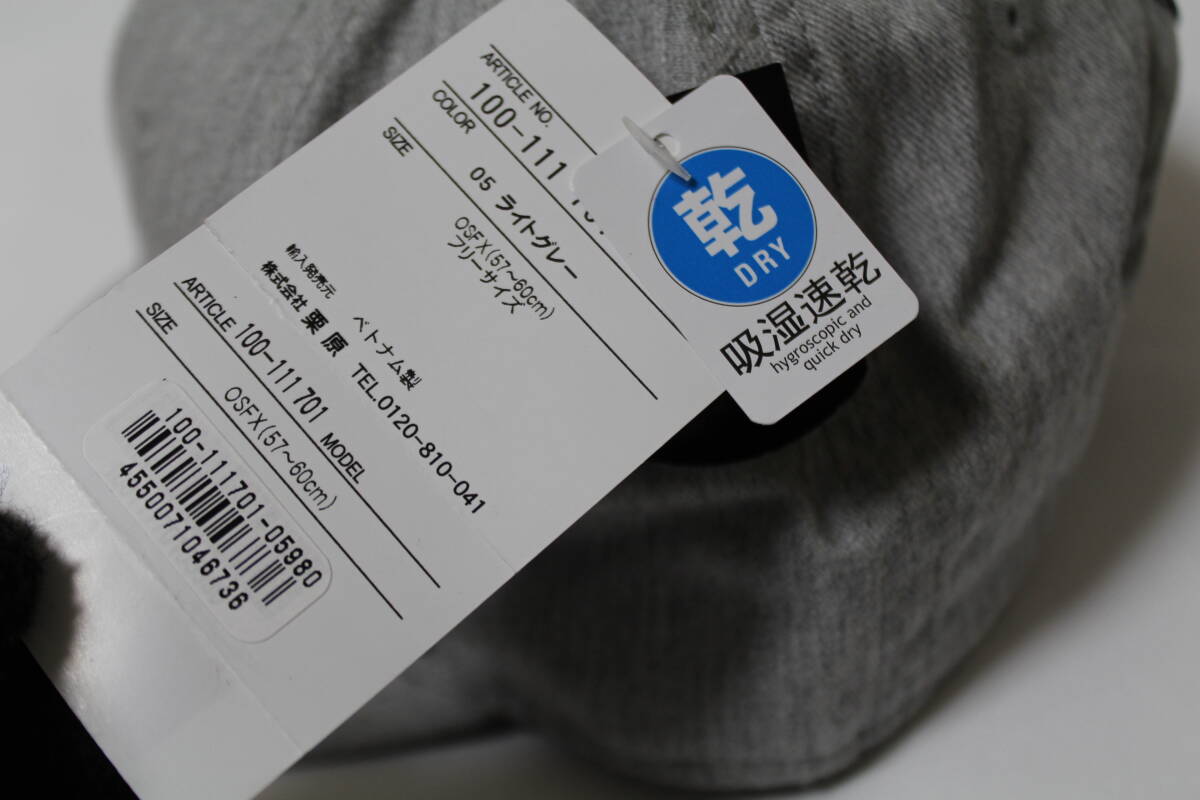 ARTICLE NO.
100-111
COLOR
05 ライトグレー
SIZE
OSFX(57~60cm)
フリーサイズ
ベトナム製
輸入発売元
株式会社 栗原 TEL.0120-810-041
ARTICLE 100-111701 MODEL
SIZE
OSFX(57~60cm)
100-111701-05980
4550071046736
乾
DRY
吸湿速乾
hygroscopic and
quick dry